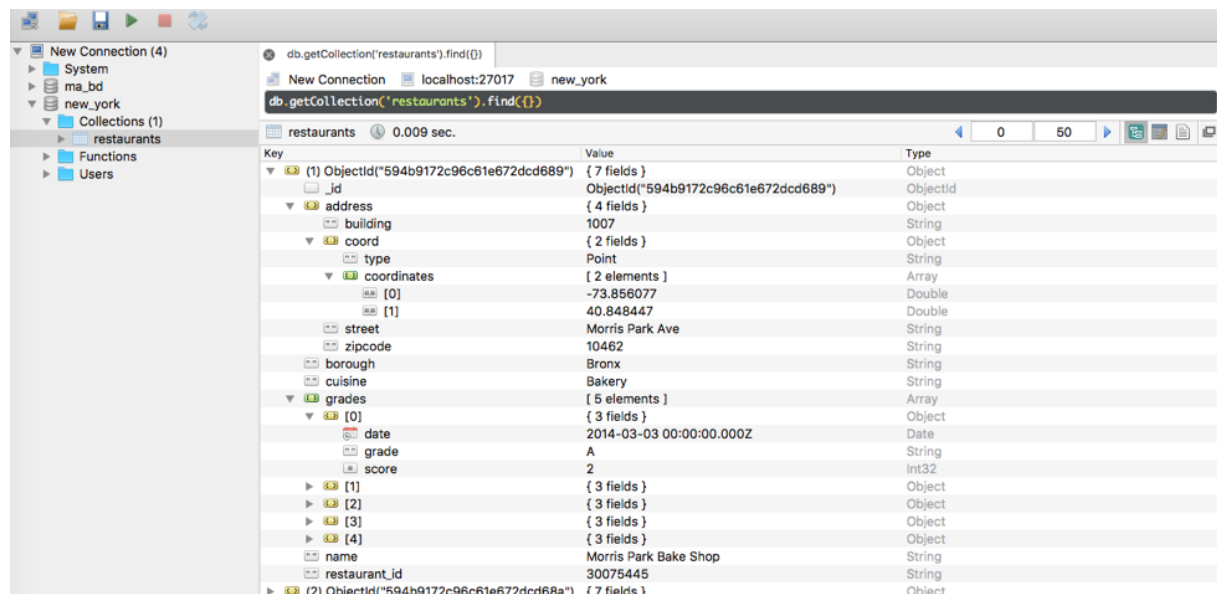 New Connection (4)
System
ma_bd
new_york
Collections (1)
restaurants
Functions
Users
db.getCollection('restaurants').find({})
New Connection localhost:27017 new_york
db.getCollection('restaurants').find({})
restaurants 0.009 sec. 0 50
Key Value Type
(1) ObjectId("594b9172c96c61e672dcd689") { 7 fields } Object
_id ObjectId("594b9172c96c61e672dcd689") ObjectId
address { 4 fields } Object
building 1007 String
coord { 2 fields } Object
type Point String
coordinates [ 2 elements ] Array
[0] -73.856077 Double
[1] 40.848447 Double
street Morris Park Ave String
zipcode 10462 String
borough Bronx String
cuisine Bakery String
grades [ 5 elements ] Array
[0] { 3 fields } Object
date 2014-03-03 00:00:00.000Z Date
grade A String
score 2 Int32
[1] { 3 fields } Object
[2] { 3 fields } Object
[3] { 3 fields } Object
[4] { 3 fields } Object
name Morris Park Bake Shop String
restaurant_id 30075445 String
(2) ObjectId("594b9172c96c61e672dcd68a") { 7 fields } Object